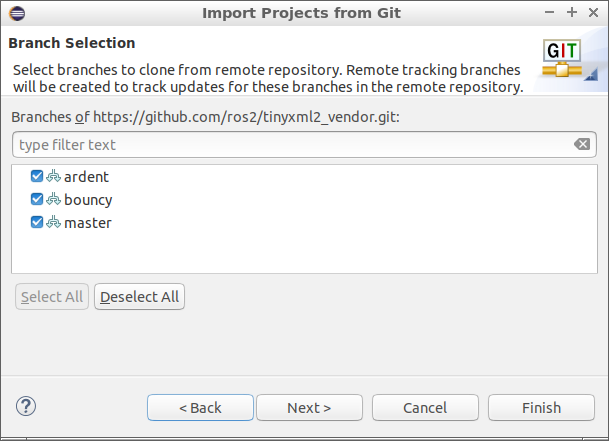 Import Projects from Git
Branch Selection
GIT
Select branches to clone from remote repository. Remote tracking branches
will be created to track updates for these branches in the remote repository.
Branches of https://github.com/ros2/tinyxml2_vendor.git:
type filter text
ardent
bouncy
master
Select All
Deselect All
?
< Back
Next >
Cancel
Finish